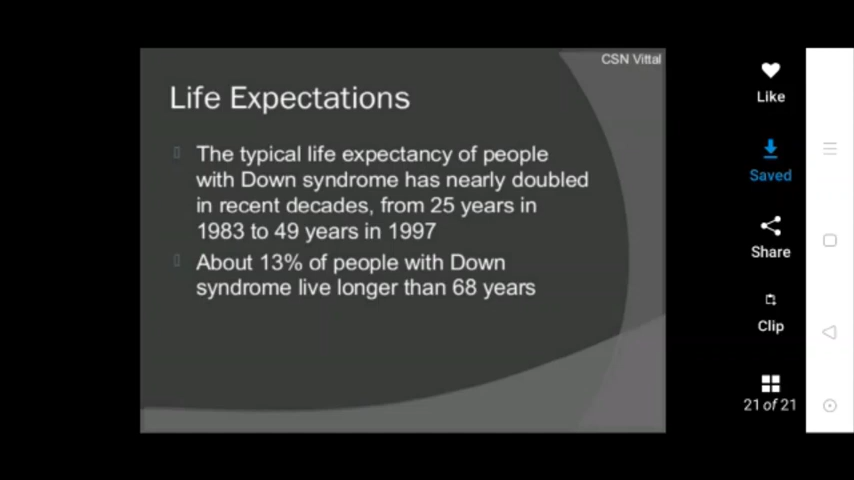 CSN Vittal
Life Expectations
The typical life expectancy of people
with Down syndrome has nearly doubled
in recent decades, from 25 years in
1983 to 49 years in 1997
About 13% of people with Down
syndrome live longer than 68 years
Like
Saved
Share
Clip
21 of 21